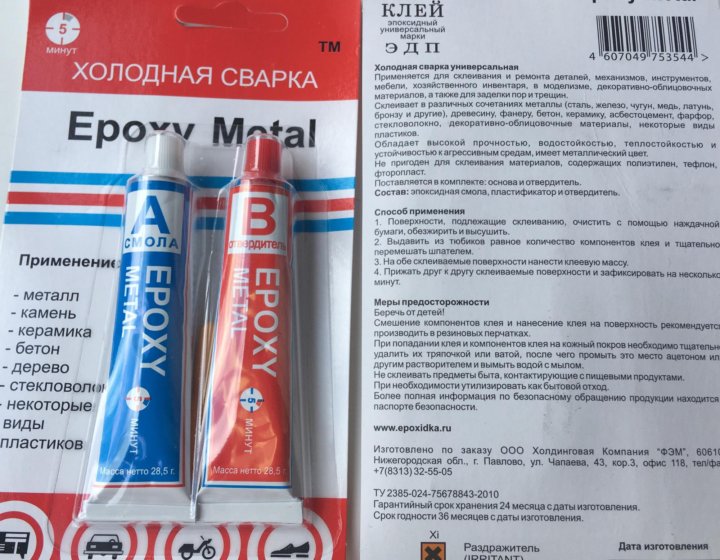 5
минут
TM
ХОЛОДНАЯ СВАРКА
Epoxy Metal
А
СМОЛА
EPOXY
METAL
5
МИНУТ
Масса нетто 28,5 г.
В
отвердитель
EPOXY
METAL
5
МИНУТ
Масса нетто 28,5 г.
- металл
- камень
- керамика
- бетон
- дерево
- некоторые
виды
пластиков
КЛЕЙ
эпоксидный
универсальный
марки
ЭДП
4 607049 753544 >
Холодная сварка универсальная
Применяется для склеивания и ремонта деталей, механизмов, инструментов,
мебели, хозяйственного инвентаря, в моделизме, декоративно-облицовочных
материалов, а также для заделки пор и трещин.
Склеивает в различных сочетаниях металлы (сталь, железо, чугун, медь, латунь,
бронзу и другие), древесину, фанеру, бетон, керамику, асбестоцемент, фарфор,
стекловолокно, декоративно-облицовочные материалы, некоторые виды
пластиков.
Обладает высокой прочностью, водостойкостью, теплостойкостью и
устойчивостью к агрессивным средам, имеет металлический цвет.
Не пригоден для склеивания материалов, содержащих полиэтилен, тефлон,
фторопласт.
Поставляется в комплекте: основа и отвердитель.
Состав: эпоксидная смола, пластификатор и отвердитель.
Способ применения
1. Поверхности, подлежащие склеиванию, очистить с помощью наждачной
бумаги, обезжирить и высушить.
2. Выдавить из тюбиков равное количество компонентов клея и тщательно
перемешать шпателем.
3. На обе склеиваемые поверхности нанести клеевую массу.
4. Прижать друг к другу склеиваемые поверхности и зафиксировать на несколько
минут.
Меры предосторожности
Беречь от детей!
Смешение компонентов клея и нанесение клея на поверхность рекомендуется
производить в резиновых перчатках.
При попадании клея и компонентов клея на кожный покров необходимо тщательно
удалить их тряпочкой или ватой, после чего промыть это место ацетоном или
другим растворителем и вымыть водой с мылом.
Не склеивать предметы быта, контактирующие с пищевыми продуктами.
При необходимости утилизировать как бытовой отход.
Более полная информация по безопасному обращению продукции находится
паспорте безопасности.
www.epoxidka.ru
Изготовлено по заказу ООО Холдинговая Компания "ФЭМ", 60610
Нижегородская обл., г. Павлово, ул. Чапаева, 43, кор.3, офис 118, тел/фа
+7(8313) 32-55-05
ТУ 2385-024-75678843-2010
Гарантийный срок хранения 24 месяца с даты изготовления.
Срок годности 36 месяцев с даты изготовления.
Xi
Раздражитель
(IRRITANT)
Дата изготовления